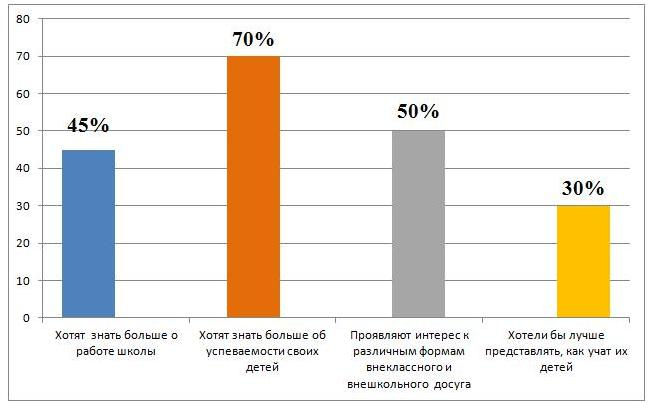 80
70
60
50
40
30
20
10
0
45%
70%
50%
30%
Хотят знать больше о
работе школы
Хотят знать больше об
успеваемости своих
детей
Проявляют интерес к
различным формам
внеклассного и
внешкольного досуга
Хотели бы лучше
представлять, как учат их
детей